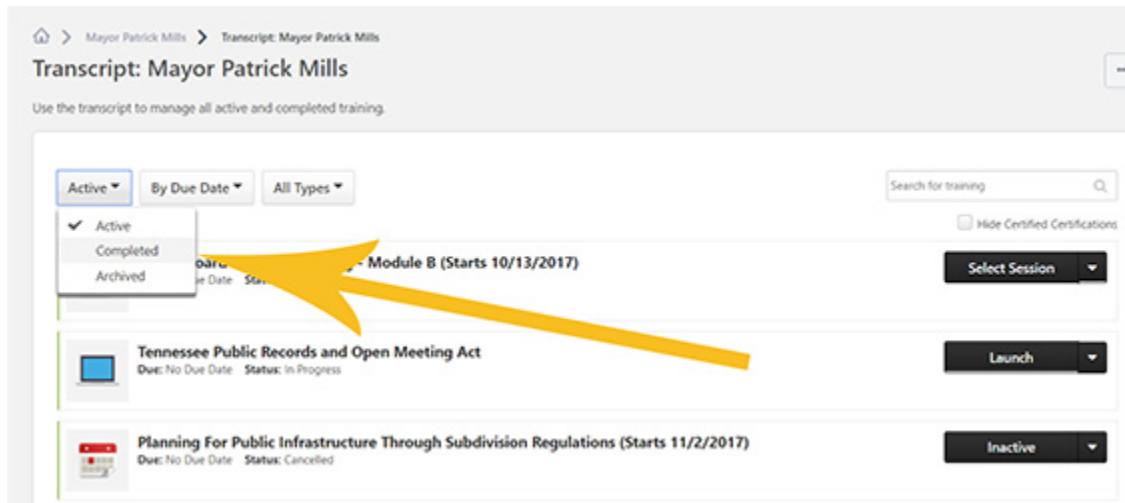 Mayor Patrick Mills Transcript: Mayor Patrick Mills
Transcript: Mayor Patrick Mills
Use the transcript to manage all active and completed training.
Active By Due Date All Types Search for training
Active
Hide Certified Certifications
Completed
Module B (Starts 10/13/2017)
Select Session
Archived
Due Date
Tennessee Public Records and Open Meeting Act
Launch
Due: No Due Date Status: In Progress
Planning For Public Infrastructure Through Subdivision Regulations (Starts 11/2/2017)
Inactive
Due: No Due Date Status: Cancelled